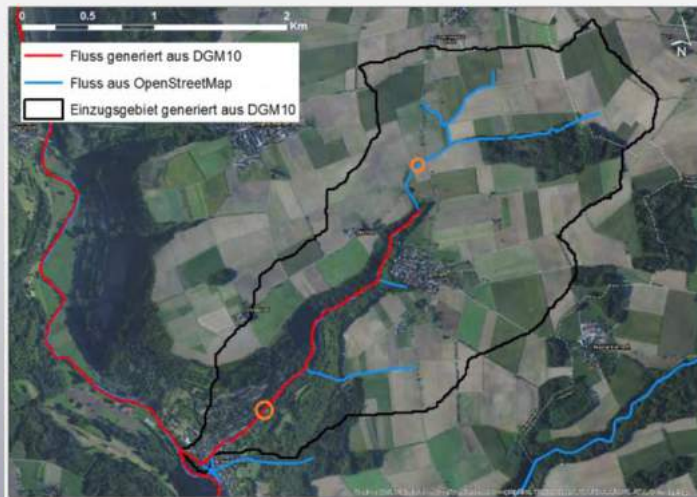 0 0.5 1 2
Km
Fluss generiert aus DGM10
Fluss aus OpenStreetMap
Einzugsgebiet generiert aus DGM10
N